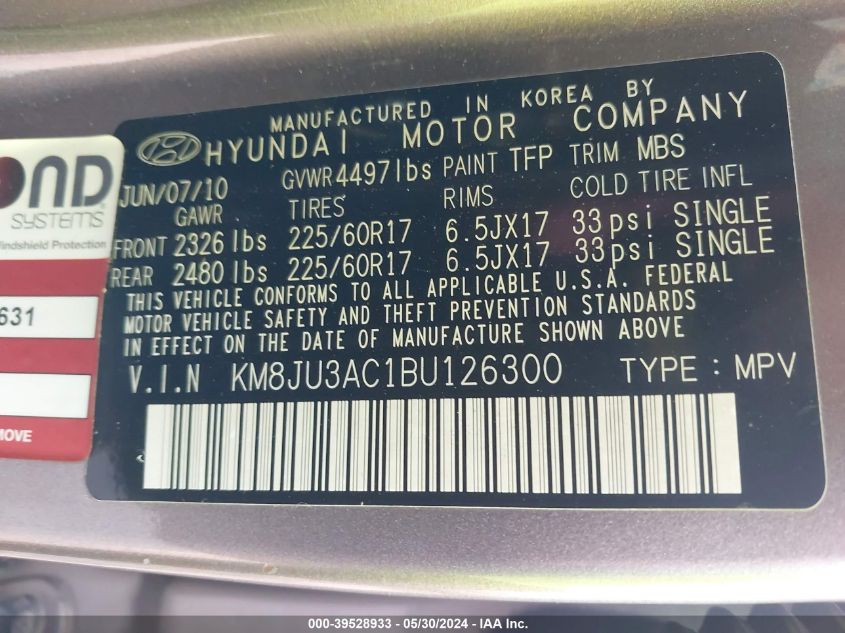 MANUFACTURED IN KOREA BY
HYUNDAI MOTOR COMPANY
JUN/07/10 GVWR 4497lbs PAINT TFP TRIM MBS
GAWR TIRES RIMS COLD TIRE INFL
FRONT 2326 lbs 225/60R17 6.5JX17 33 psi SINGLE
REAR 2480 lbs 225/60R17 6.5JX17 33 psi SINGLE
THIS VEHICLE CONFORMS TO ALL APPLICABLE U.S.A. FEDERAL
MOTOR VEHICLE SAFETY AND THEFT PREVENTION STANDARDS
IN EFFECT ON THE DATE OF MANUFACTURE SHOWN ABOVE
V.I.N KM8JU3AC1BU126300 TYPE: MPV
OND
SYSTEMS
Windshield Protection
631
MOVE
000-39528933 - 05/30/2024 - IAA Inc.